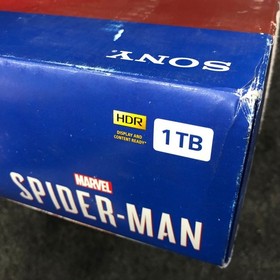 SONY
HDR
DISPLAY AND
CONTENT READY*
1 TB
MARVEL
SPIDER-MAN